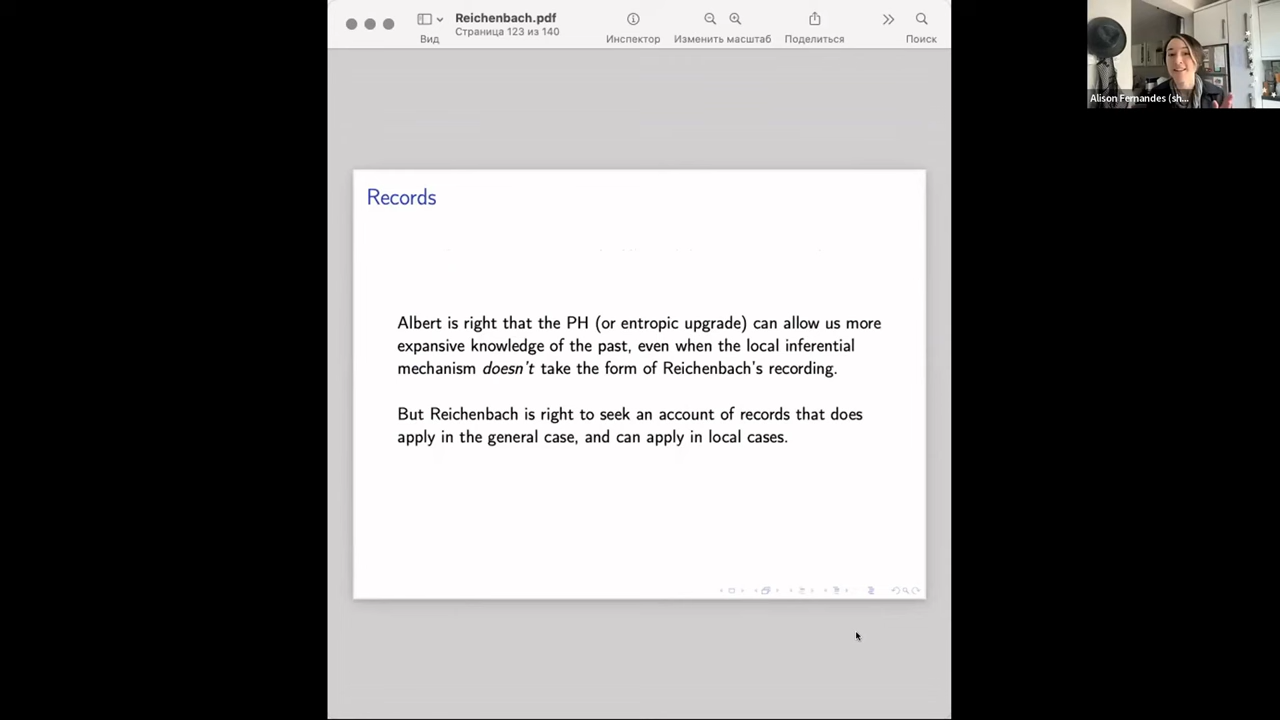 Reichenbach.pdf
Страница 123 из 140
Вид
Инспектор
Изменить масштаб
Поделиться
Поиск
Alison Fernandes (sh...
Records
Albert is right that the PH (or entropic upgrade) can allow us more
expansive knowledge of the past, even when the local inferential
mechanism doesn't take the form of Reichenbach's recording.
But Reichenbach is right to seek an account of records that does
apply in the general case, and can apply in local cases.